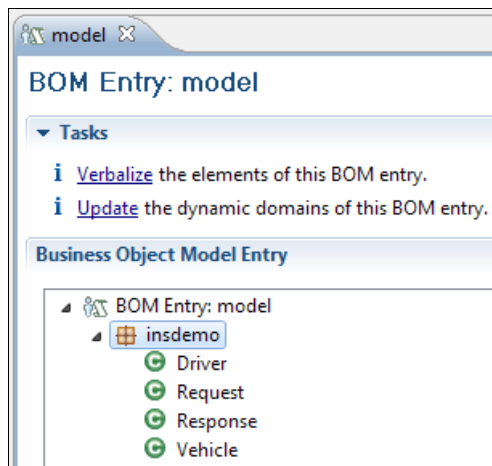 model
BOM Entry: model
Tasks
Verbalize the elements of this BOM entry.
Update the dynamic domains of this BOM entry.
Business Object Model Entry
BOM Entry: model
insdemo
Driver
Request
Response
Vehicle